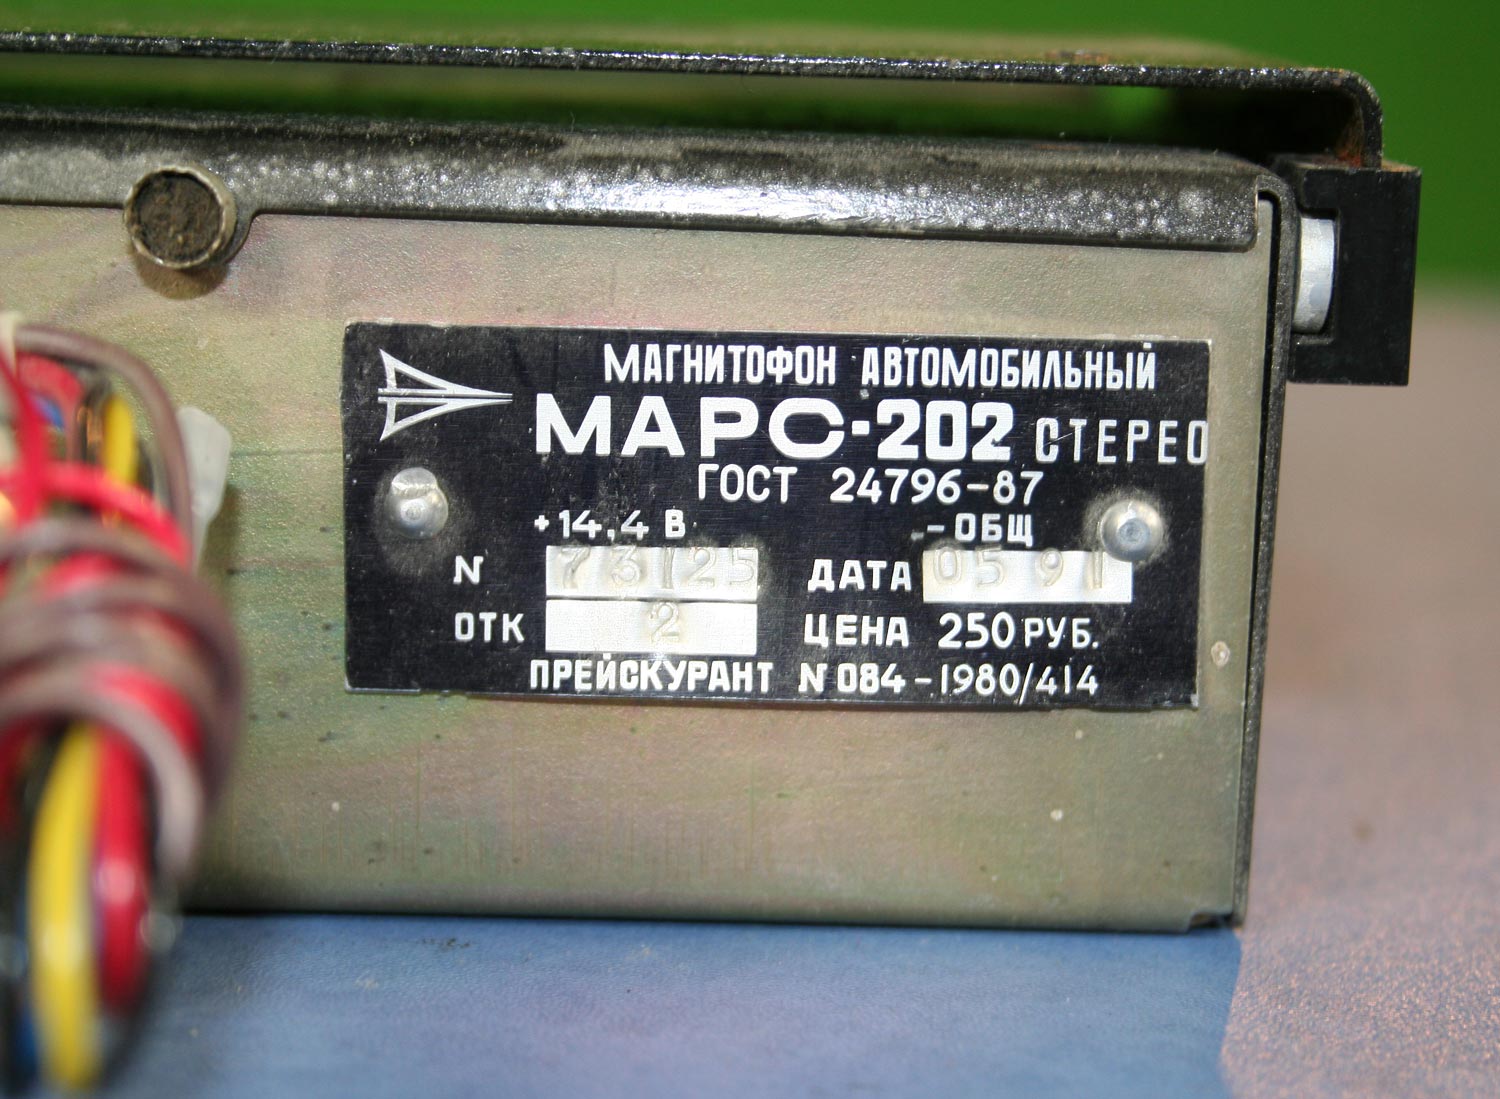 МАГНИТОФОН АВТОМОБИЛЬНЫЙ
МАРС-202 СТЕРЕО
ГОСТ 24796-87
+14,4 В - ОБЩ
N 73125 ДАТА 05 91
ОТК 2 ЦЕНА 250 РУБ.
ПРЕЙСКУРАНТ N 084-1980/414